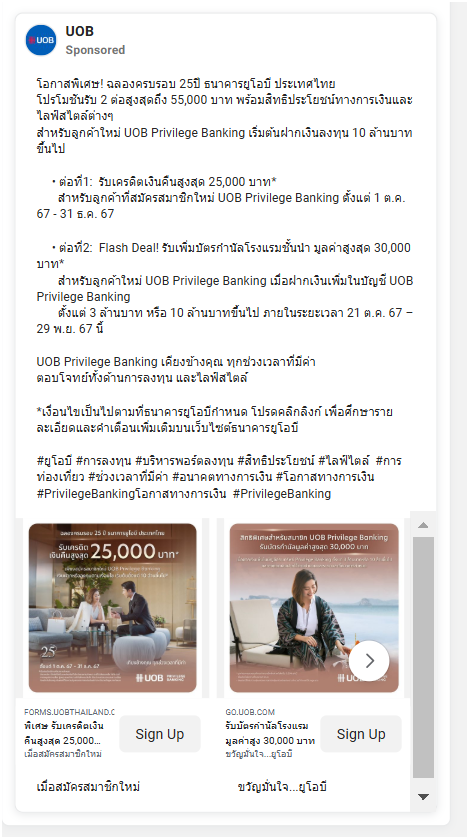 UOB
UOB
Sponsored
โอกาสพิเศษ! ฉลองครบรอบ 25ปี ธนาคารยูโอบี ประเทศไทย
โปรโมชันรับ 2 ต่อสูงสุดถึง 55,000 บาท พร้อมสิทธิประโยชน์ทางการเงินและ
ไลฟ์สไตล์ต่างๆ
สำหรับลูกค้าใหม่ UOB Privilege Banking เริ่มต้นฝากเงินลงทุน 10 ล้านบาท
ขึ้นไป
• ต่อที่1: รับเครดิตเงินคืนสูงสุด 25,000 บาท*
สำหรับลูกค้าที่สมัครสมาชิกใหม่ UOB Privilege Banking ตั้งแต่ 1 ต.ค.
67 - 31 ธ.ค. 67
• ต่อที่2: Flash Deal! รับเพิ่มบัตรกำนัลโรงแรมชั้นนำ มูลค่าสูงสุด 30,000
บาท*
สำหรับลูกค้าใหม่ UOB Privilege Banking เมื่อฝากเงินเพิ่มในบัญชี UOB
Privilege Banking
ตั้งแต่ 3 ล้านบาท หรือ 10 ล้านบาทขึ้นไป ภายในระยะเวลา 21 ต.ค. 67 –
29 พ.ย. 67 นี้
UOB Privilege Banking เคียงข้างคุณ ทุกช่วงเวลาที่มีค่า
ตอบโจทย์ทั้งด้านการลงทุน และไลฟ์สไตล์
*เงื่อนไขเป็นไปตามที่ธนาคารยูโอบีกำหนด โปรดคลิกลิงก์ เพื่อศึกษาราย
ละเอียดและคำเตือนเพิ่มเติมบนเว็บไซต์ธนาคารยูโอบี
#ยูโอบี #การลงทุน #บริหารพอร์ตลงทุน #สิทธิประโยชน์ #ไลฟ์ไตล์ #การ
ท่องเที่ยว #ช่วงเวลาที่มีค่า #อนาคตทางการเงิน #โอกาสทางการเงิน
#PrivilegeBankingโอกาสทางการเงิน #PrivilegeBanking
ฉลองครบรอบ 25 ปี ธนาคารยูโอบี ประเทศไทย
รับเครดิต
เงินคืนสูงสุด 25,000 บาท*
25
ตั้งแต่ 1 ต.ค. 67 - 31 ธ.ค. 67
UOB PRIVILEGE BANKING
สิทธิพิเศษสำหรับสมาชิก UOB Privilege Banking
รับบัตรกำนัลมูลค่าสูงสุด 30,000 บาท
UOB PRIVILEGE BANKING
FORMS.UOBTHAILAND.C
พิเศษ รับเครดิตเงิน
คืนสูงสุด 25,000...
เมื่อสมัครสมาชิกใหม่
Sign Up
GO.UOB.COM
รับบัตรกำนัลโรงแรม
มูลค่าสูง 30,000 บาท
ขวัญมั่นใจ...ยูโอบี
Sign Up
เมื่อสมัครสมาชิกใหม่
ขวัญมั่นใจ...ยูโอบี